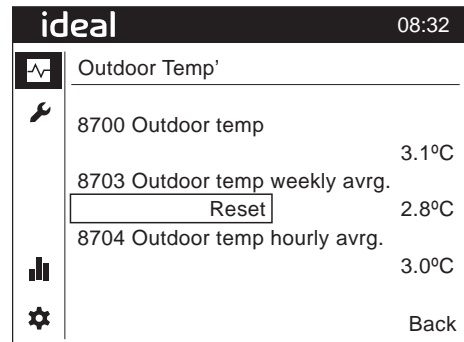 ideal 08:32
Outdoor Temp'
8700 Outdoor temp
3.1ºC
8703 Outdoor temp weekly avrg.
Reset 2.8ºC
8704 Outdoor temp hourly avrg.
3.0ºC
Back